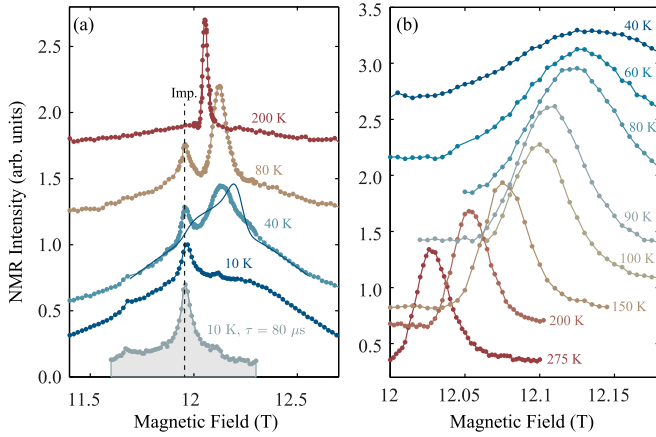 (a)
Imp.
200 K
80 K
40 K
10 K
10 K, τ = 80 μs
2.5
2.0
1.5
1.0
0.5
0.0
11.5
12
12.5
NMR Intensity (arb. units)
Magnetic Field (T)
(b)
40 K
60 K
80 K
90 K
100 K
150 K
200 K
275 K
3.5
3.0
2.5
2.0
1.5
1.0
0.5
12
12.05
12.1
12.15
Magnetic Field (T)